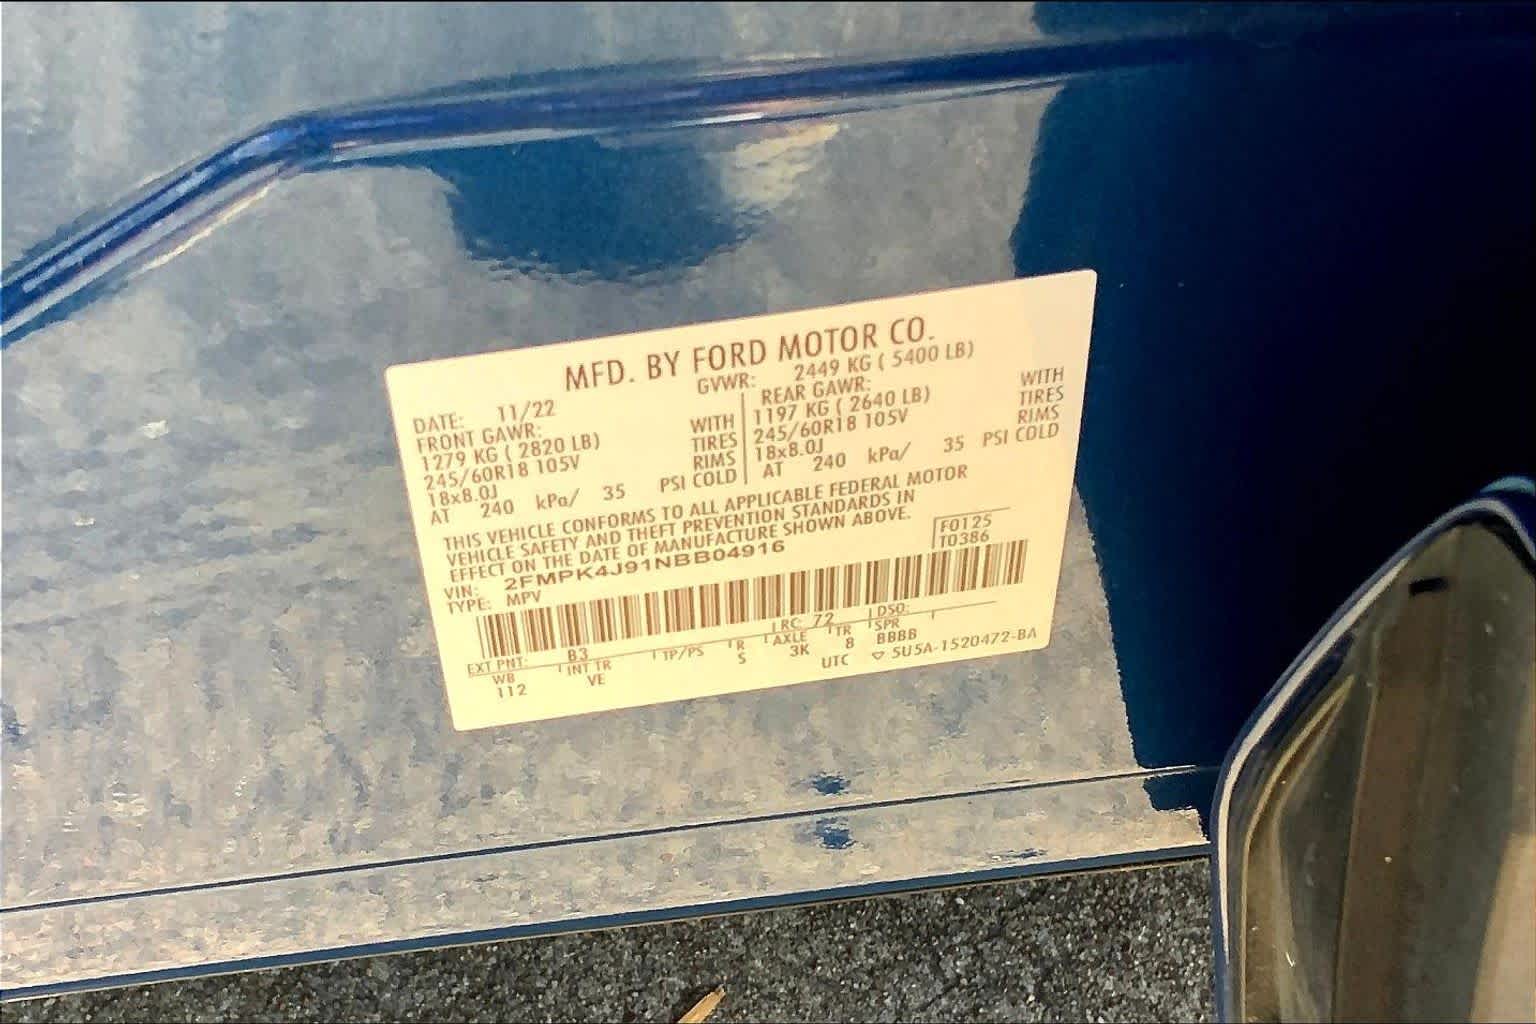 MFD. BY FORD MOTOR CO.
DATE: 11/22 GVWR: 2449 KG ( 5400 LB)
FRONT GAWR: WITH
1279 KG ( 2820 LB) TIRES
245/60R18 105V RIMS
18x8.0J PSI COLD
AT 240 kPa/ 35
REAR GAWR: WITH
1197 KG ( 2640 LB) TIRES
245/60R18 105V RIMS
18x8.0J PSI COLD
AT 240 kPa/ 35
THIS VEHICLE CONFORMS TO ALL APPLICABLE FEDERAL MOTOR
VEHICLE SAFETY AND THEFT PREVENTION STANDARDS IN
EFFECT ON THE DATE OF MANUFACTURE SHOWN ABOVE.
F0125
T0386
VIN: 2FMPK4J91NBB04916
TYPE: MPV
EXT PNT: B3 RC: 72 DSO:
WB INT TR TP/PS R AXLE TR SPR
112 VE S 3K 8 BBBB
UTC ▽ 5U5A-1520472-BA